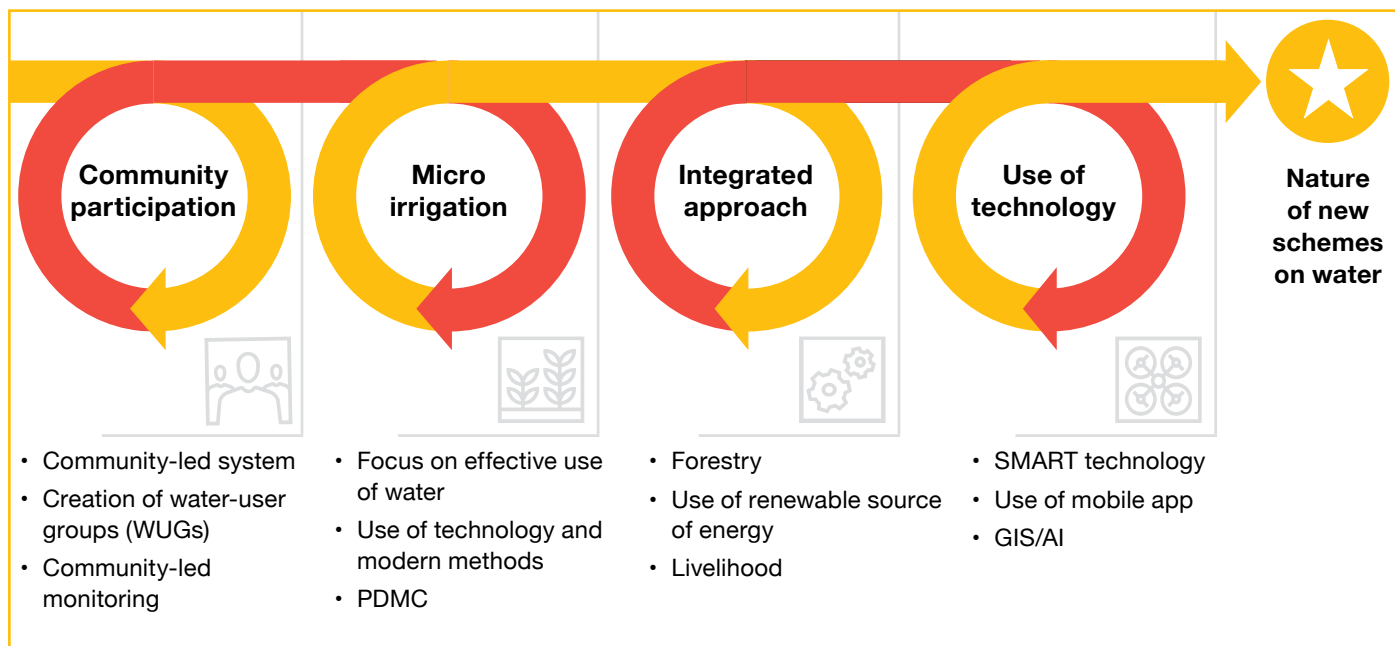 Community
participation
Micro
irrigation
Integrated
approach
Use of
technology
Nature
of new
schemes
on water
• Community-led system
• Creation of water-user
groups (WUGs)
• Community-led
monitoring
• Focus on effective use
of water
• Use of technology and
modern methods
• PDMC
• Forestry
• Use of renewable source
of energy
• Livelihood
• SMART technology
• Use of mobile app
• GIS/AI